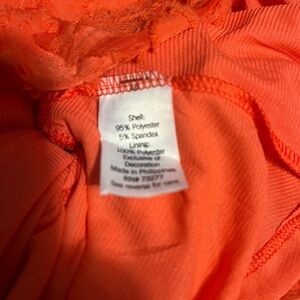 Shell:
95% Polyester
5% Spandex
Lining:
100% Polyester
Exclusive of
Decoration
Made in Philippines
RN# 73277
See reverse for care